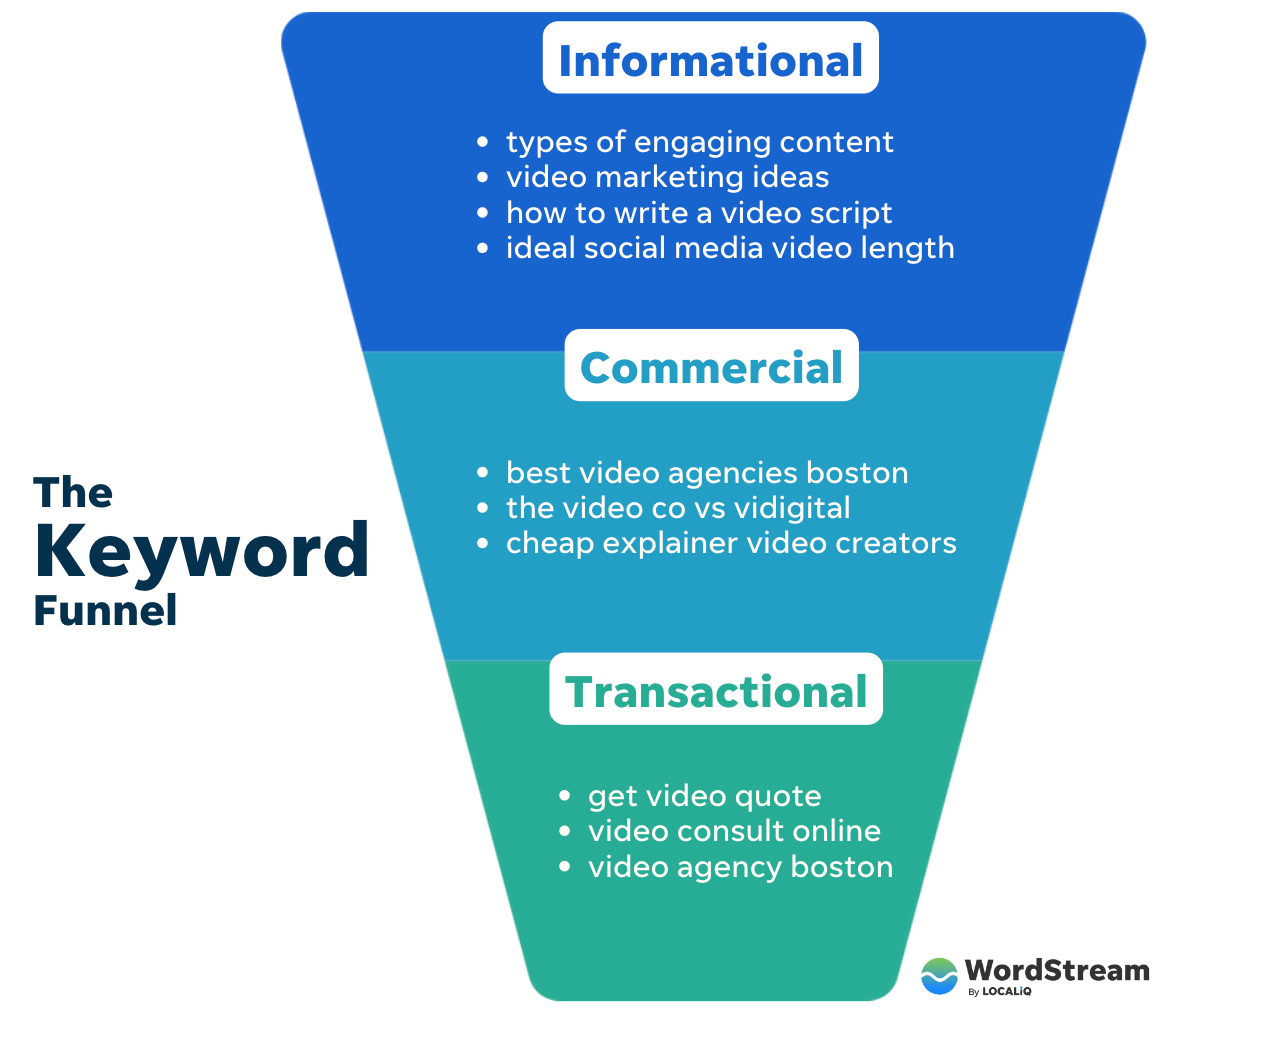 The
Keyword
Funnel
Informational
• types of engaging content
• video marketing ideas
• how to write a video script
• ideal social media video length
Commercial
• best video agencies boston
• the video co vs vidigital
• cheap explainer video creators
Transactional
• get video quote
• video consult online
• video agency boston
WordStream
By LOCALiQ